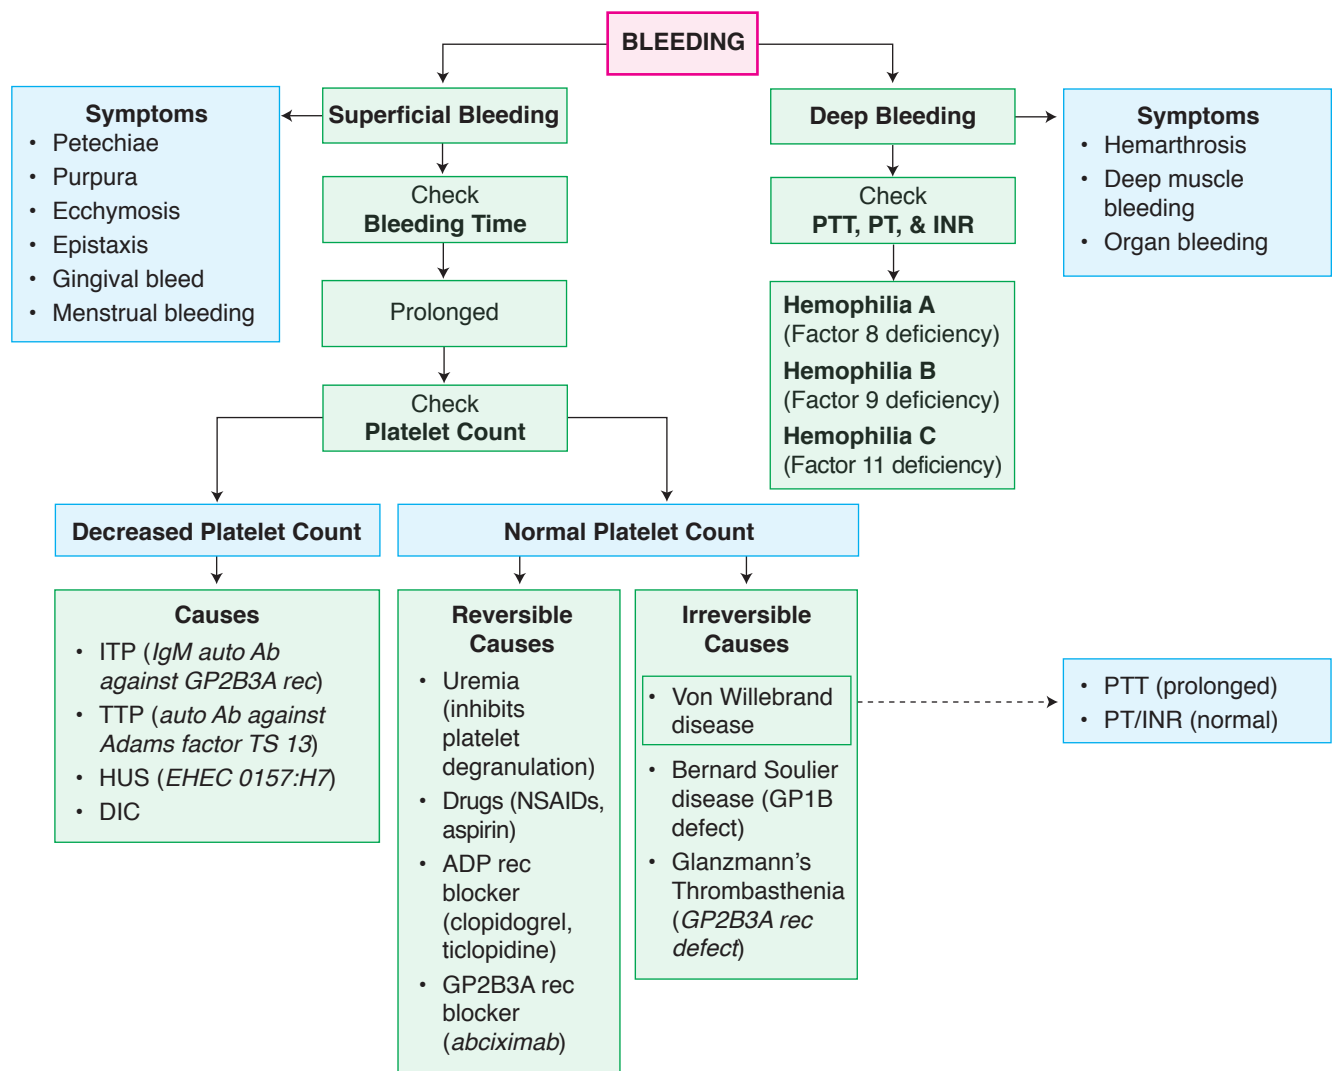 BLEEDING
Superficial Bleeding
Symptoms
• Petechiae
• Purpura
• Ecchymosis
• Epistaxis
• Gingival bleed
• Menstrual bleeding
Check
Bleeding Time
Prolonged
Check
Platelet Count
Deep Bleeding
Symptoms
• Hemarthrosis
• Deep muscle
bleeding
• Organ bleeding
Check
PTT, PT, & INR
Hemophilia A
(Factor 8 deficiency)
Hemophilia B
(Factor 9 deficiency)
Hemophilia C
(Factor 11 deficiency)
Decreased Platelet Count
Causes
• ITP (IgM auto Ab
against GP2B3A rec)
• TTP (auto Ab against
Adams factor TS 13)
• HUS (EHEC 0157:H7)
• DIC
Normal Platelet Count
Reversible
Causes
• Uremia
(inhibits
platelet
degranulation)
• Drugs (NSAIDs,
aspirin)
• ADP rec
blocker
(clopidogrel,
ticlopidine)
• GP2B3A rec
blocker
(abciximab)
Irreversible
Causes
• Von Willebrand
disease
• Bernard Soulier
disease (GP1B
defect)
• Glanzmann’s
Thrombasthenia
(GP2B3A rec
defect)
• PTT (prolonged)
• PT/INR (normal)